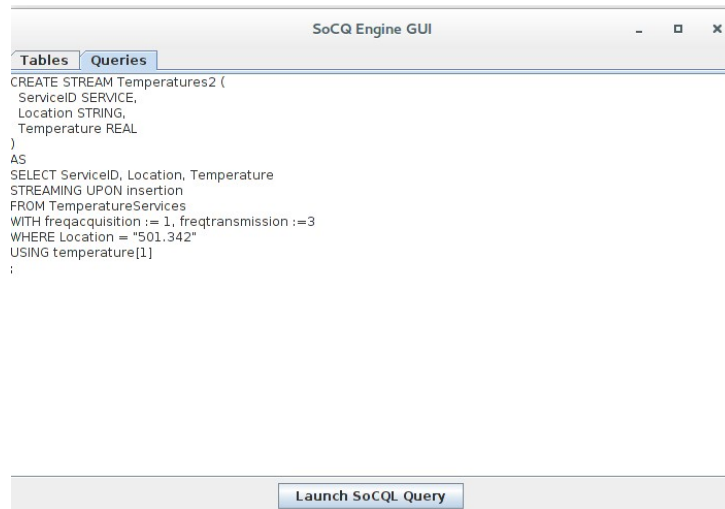 SoCQ Engine GUI
Tables Queries
CREATE STREAM Temperatures2 (
ServiceID SERVICE,
Location STRING,
Temperature REAL
)
AS
SELECT ServiceID, Location, Temperature
STREAMING UPON insertion
FROM TemperatureServices
WITH freqacquisition := 1, freqtransmission :=3
WHERE Location = "501.342"
USING temperature[1]
;
Launch SoCQL Query